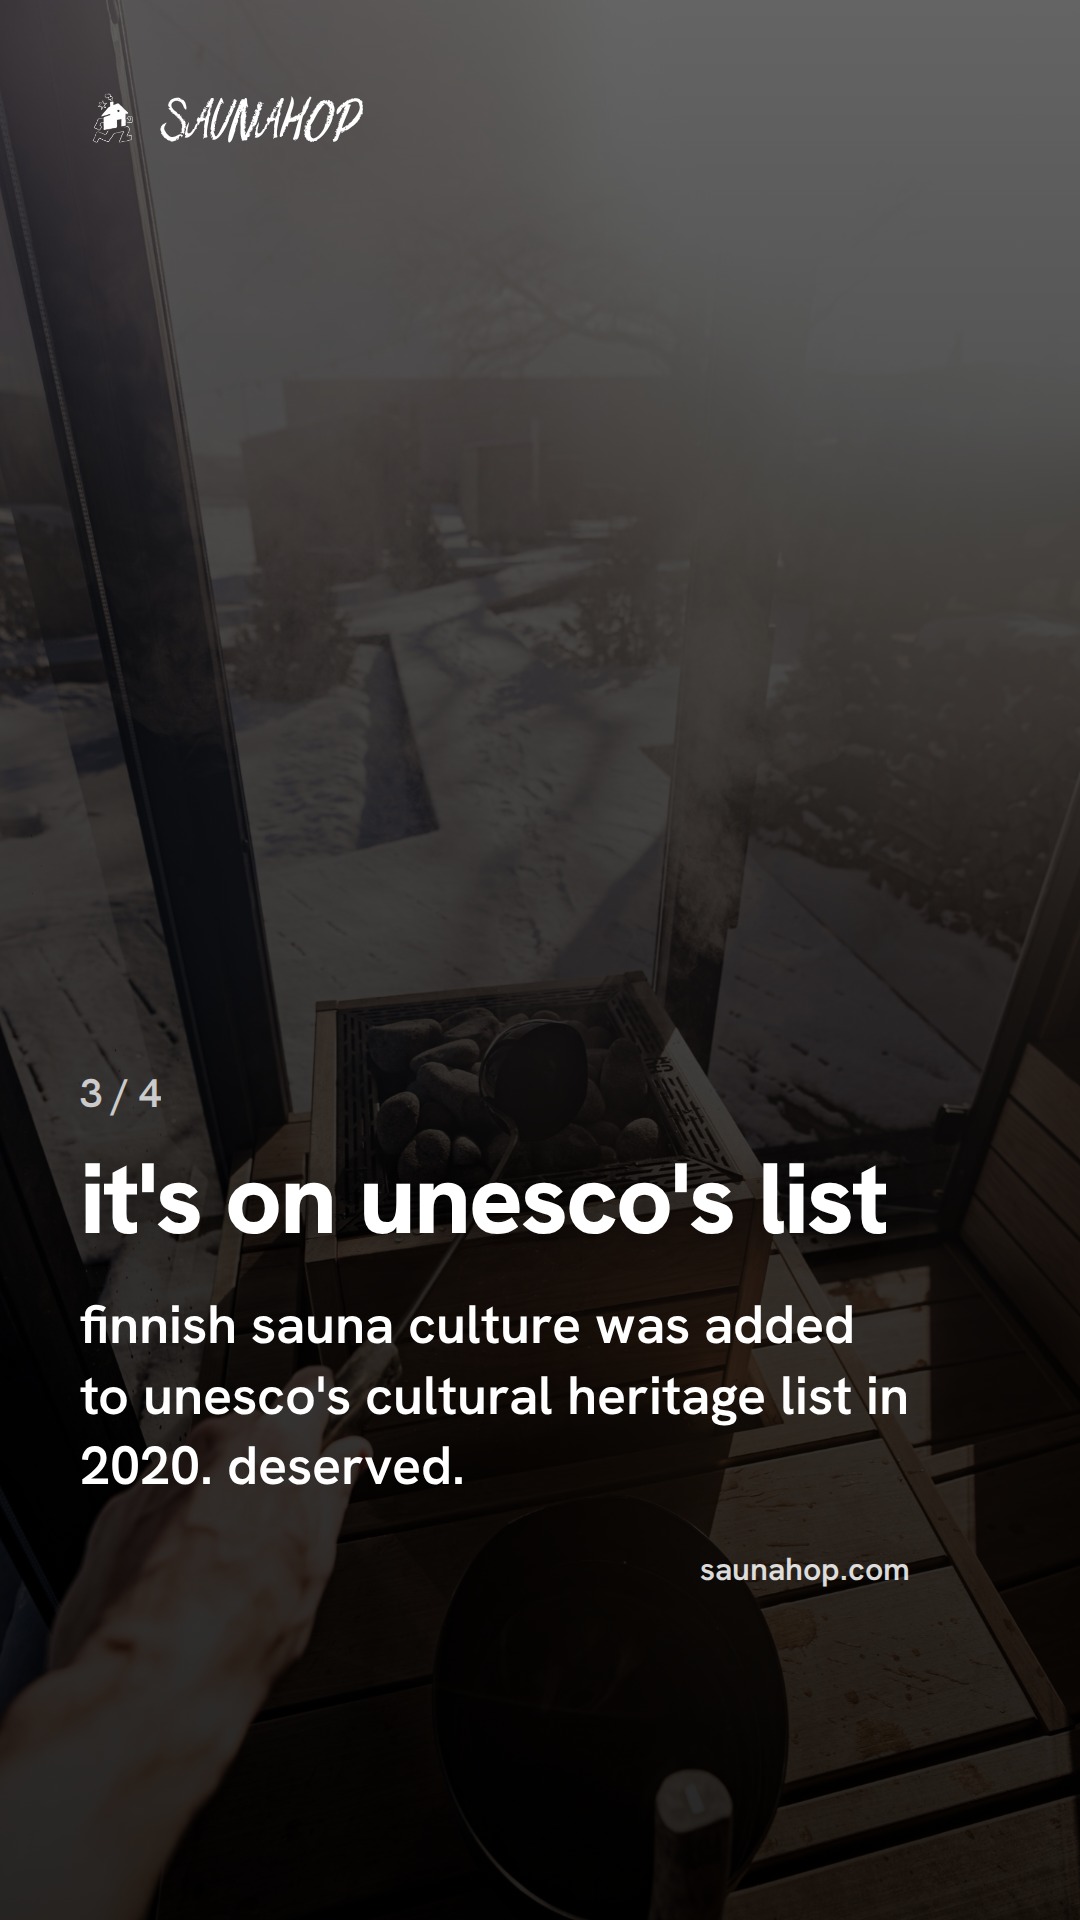 SAUNAHOP
3 / 4
it's on unesco's list
finnish sauna culture was added
to unesco's cultural heritage list in
2020. deserved.
saunahop.com